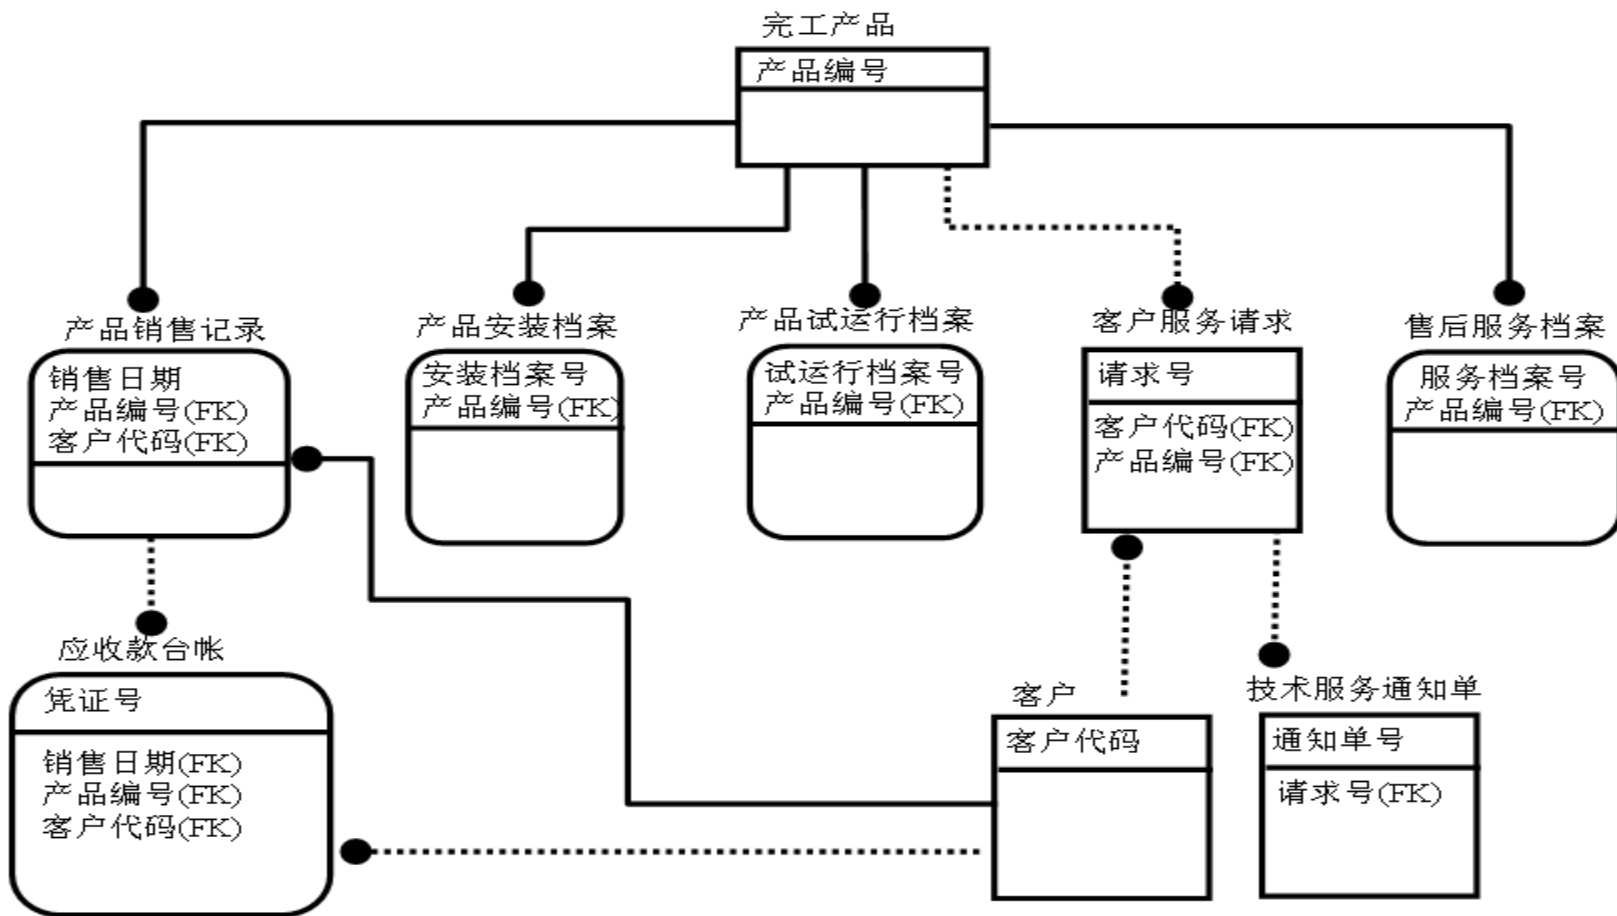 完工产品
产品编号
产品销售记录
销售日期
产品编号(FK)
客户代码(FK)
产品安装档案
安装档案号
产品编号(FK)
产品试运行档案
试运行档案号
产品编号(FK)
客户服务请求
请求号
客户代码(FK)
产品编号(FK)
售后服务档案
服务档案号
产品编号(FK)
应收款台帐
凭证号
销售日期(FK)
产品编号(FK)
客户代码(FK)
客户
客户代码
技术服务通知单
通知单号
请求号(FK)